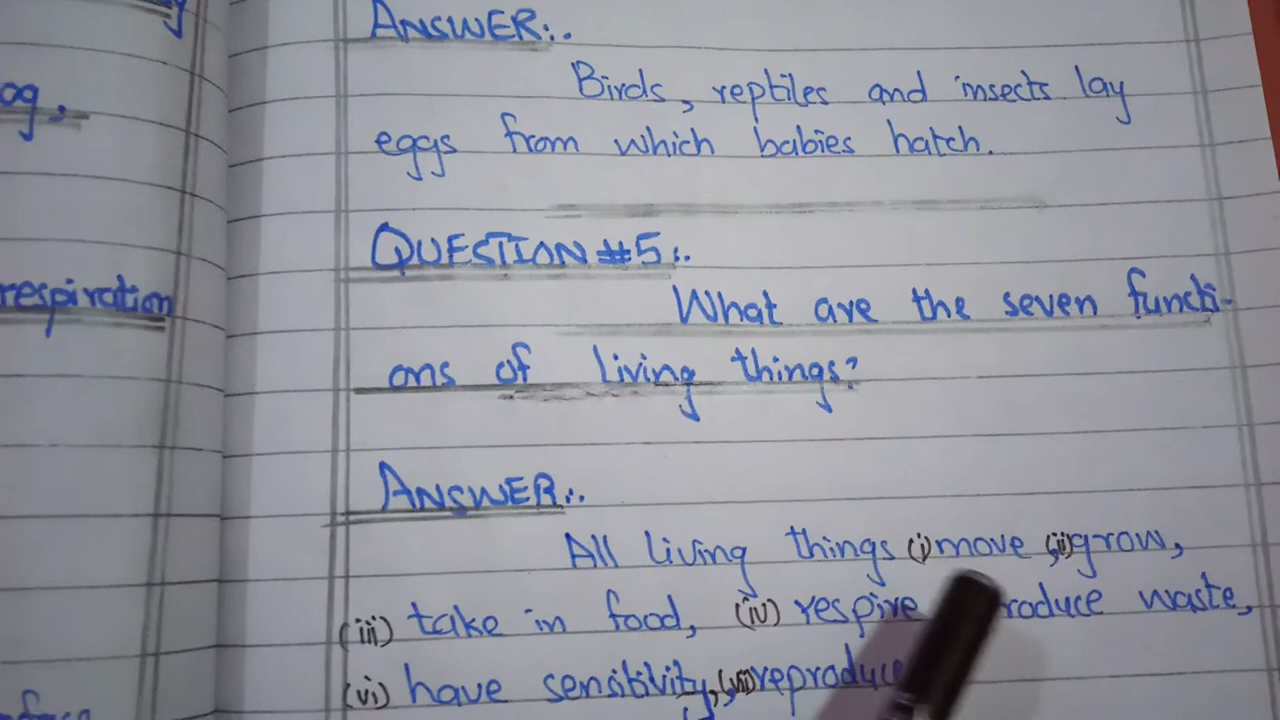 og,
respiration
ANSWER:.
Birds, reptiles and insects lay
eggs from which babies hatch.
QUESTION #5:.
What are the seven functi-
ons of living things?
ANSWER:.
All living things (i) move, (ii) grow,
(iii) take in food, (iv) respire roduce waste,
(vi) have sensitivity, (vii) reproduce